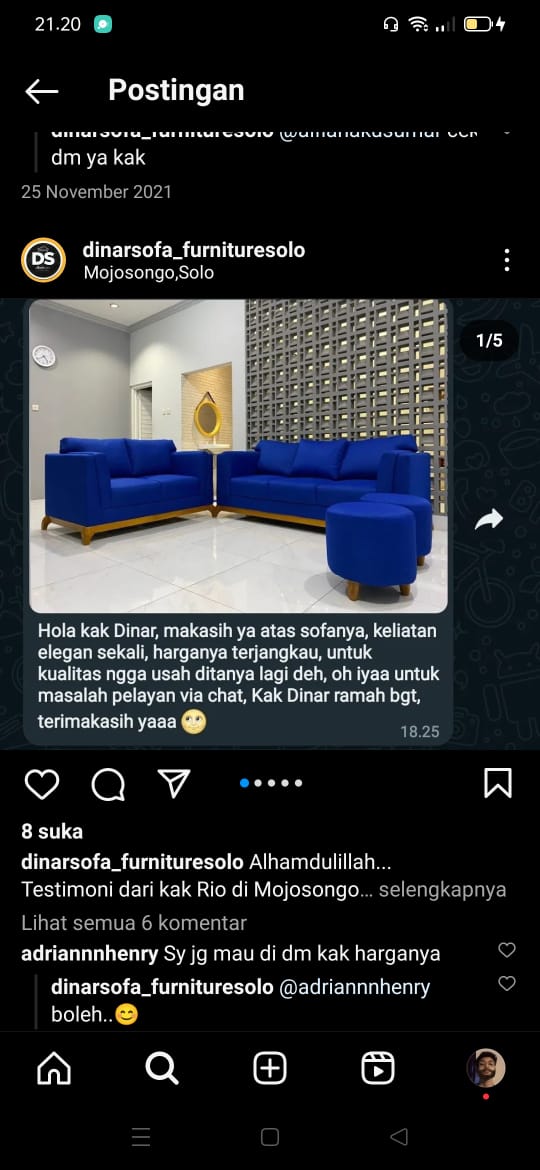 21.20
Postingan
dinarsofa_furnituresolo
dm ya kak
25 November 2021
DS
dinarsofa_furnituresolo
Mojosongo,Solo
1/5
Hola kak Dinar, makasih ya atas sofanya, keliatan
elegan sekali, harganya terjangkau, untuk
kualitas ngga usah ditanya lagi deh, oh iyaa untuk
masalah pelayan via chat, Kak Dinar ramah bgt,
terimakasih yaaa 🌝
18.25
8 suka
dinarsofa_furnituresolo Alhamdulillah...
Testimoni dari kak Rio di Mojosongo... selengkapnya
Lihat semua 6 komentar
adriannnhenry Sy jg mau di dm kak harganya
dinarsofa_furnituresolo @adriannnhenry
boleh..😊